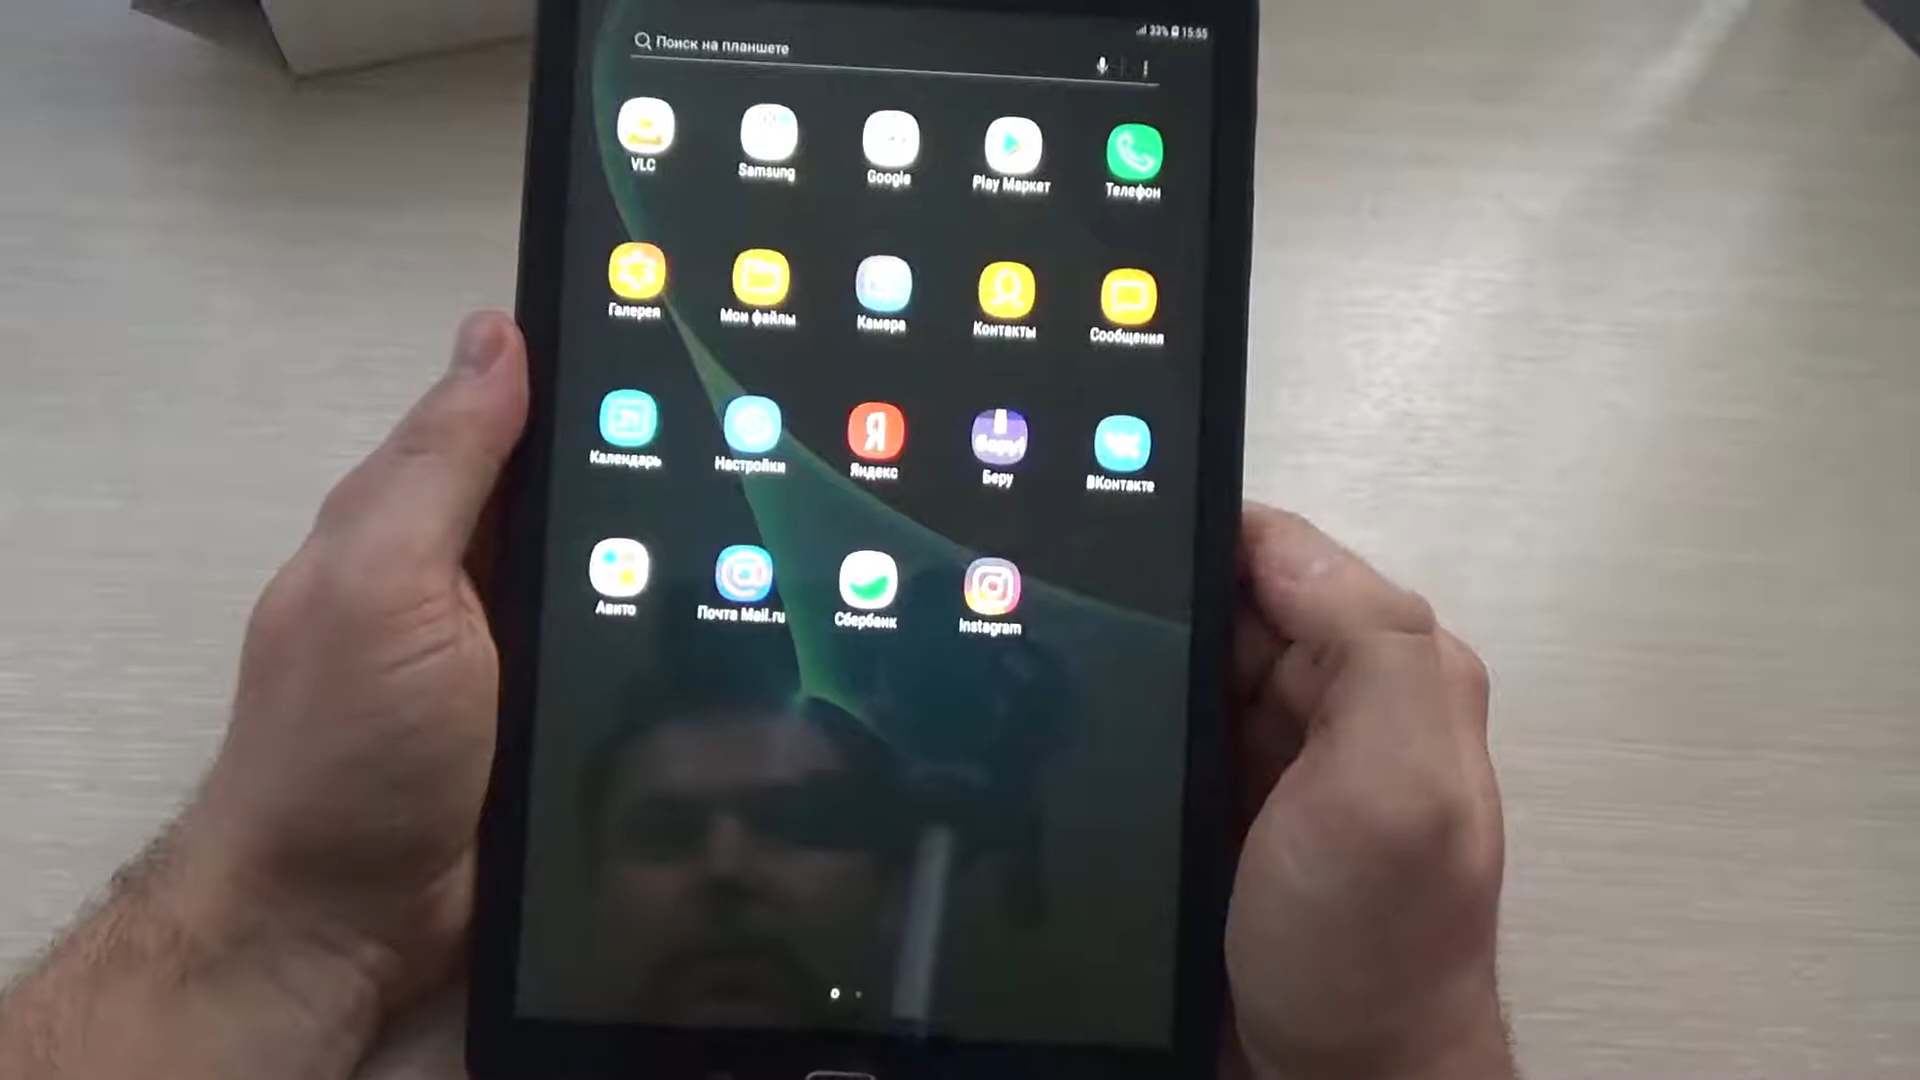 33% 15:55
Поиск на планшете
VLC
Samsung
Google
Play Маркет
Телефон
Галерея
Мои файлы
Камера
Контакты
Сообщения
Календарь
Настройки
Я
Яндекс
беру!
Беру
ВКонтакте
Авито
Почта Mail.ru
Сбербанк
Instagram